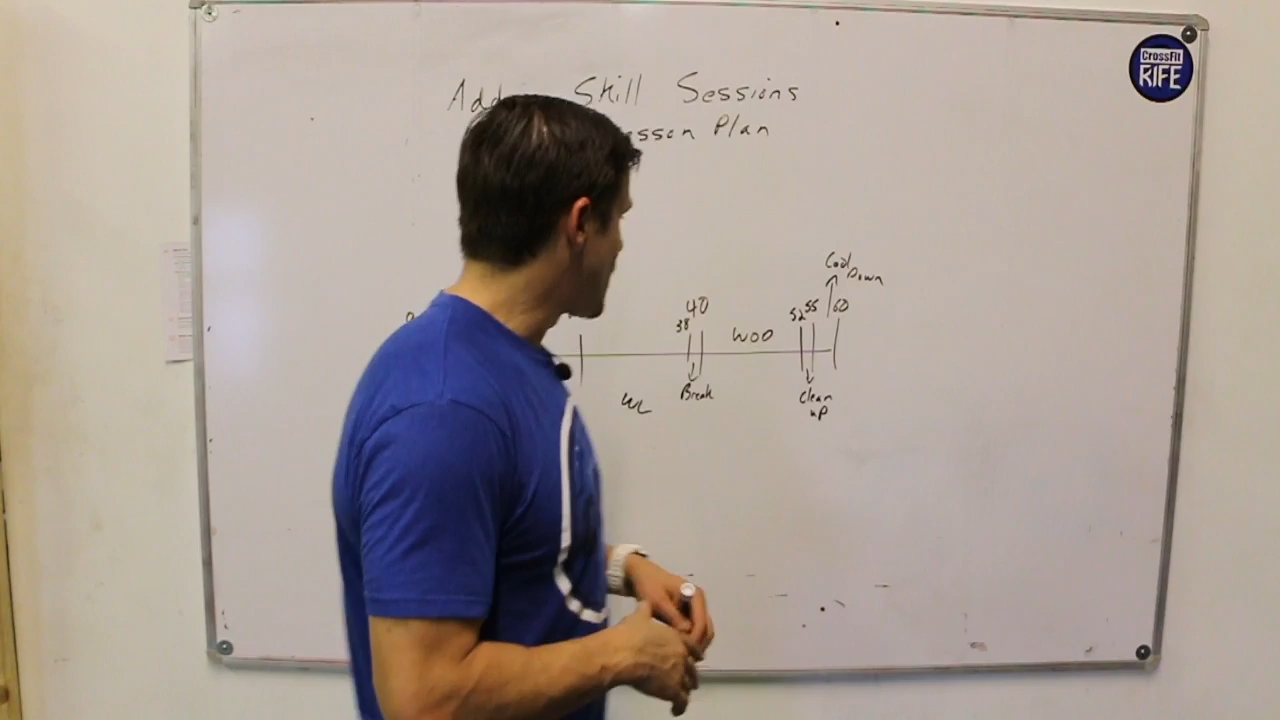 CrossFit
RIFE
Skill Sessions
Plan
Cool
Down
38 40 52 55 60
WOD
WL Break Clean
up